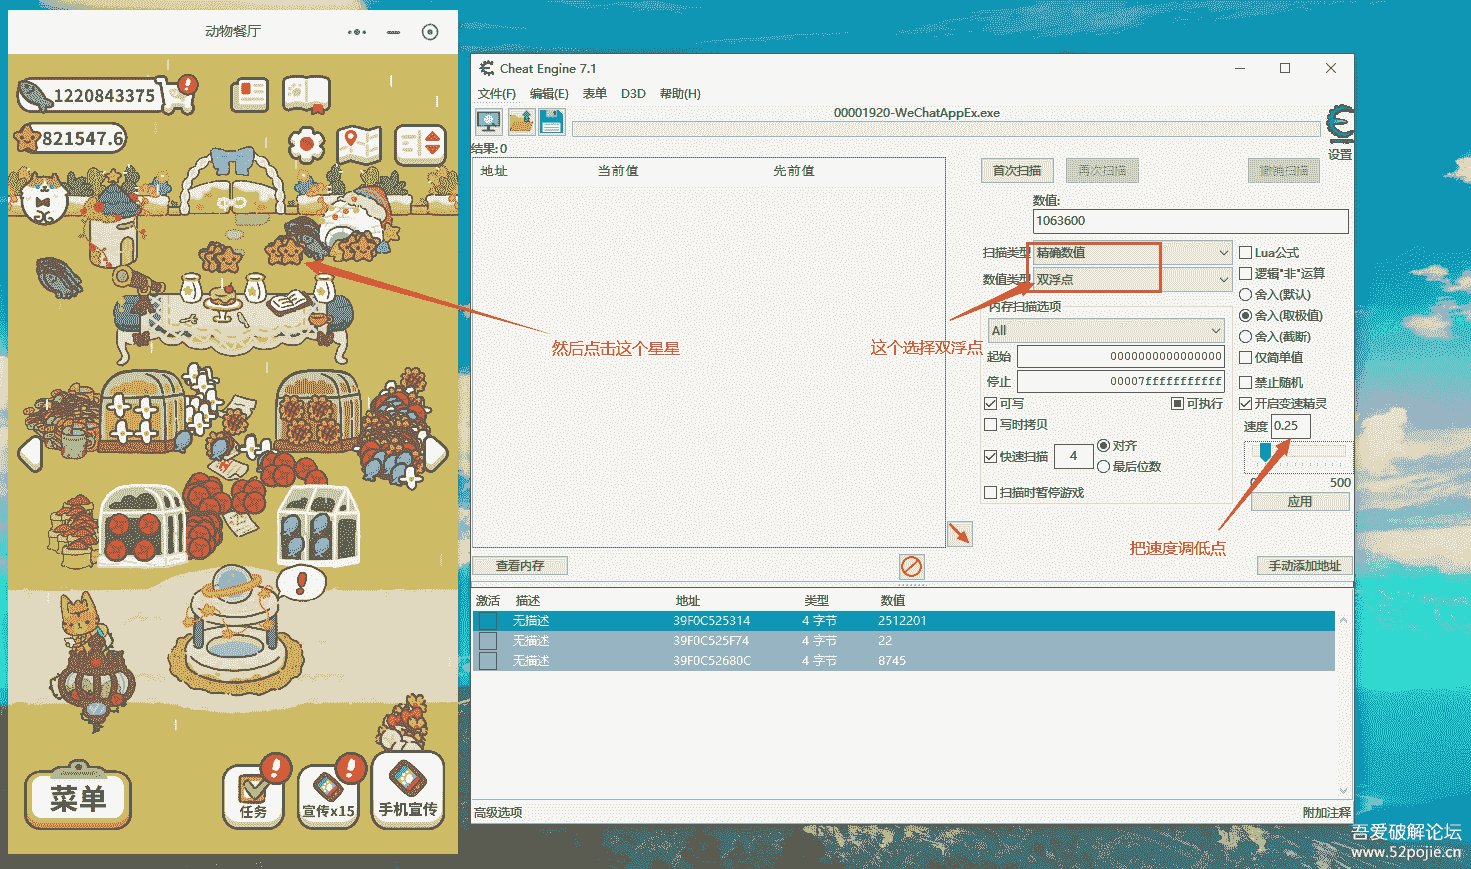 动物餐厅
1220843375
821547.6
菜单
任务
宣传x15
手机宣传
Cheat Engine 7.1
文件(F) 编辑(E) 表单 D3D 帮助(H)
00001920-WeChatAppEx.exe
设置
结果: 0
地址 当前值 先前值
首次扫描 再次扫描 撤销扫描
数值:
1063600
扫描类型 精确数值
数值类型 双浮点
Lua公式
逻辑"非"运算
舍入(默认)
舍入(取极值)
舍入(截断)
仅简单值
禁止随机
开启变速精灵
速度 0.25
0 500
应用
内存扫描选项
All
起始 0000000000000000
停止 00007fffffffffff
可写 可执行
写时拷贝
快速扫描 4 对齐
最后位数
扫描时暂停游戏
然后点击这个星星
这个选择双浮点
把速度调低点
查看内存 手动添加地址
激活 描述 地址 类型 数值
无描述 39F0C525314 4 字节 2512201
无描述 39F0C525F74 4 字节 22
无描述 39F0C52680C 4 字节 8745
高级选项 附加注释
吾爱破解论坛
www.52pojie.cn